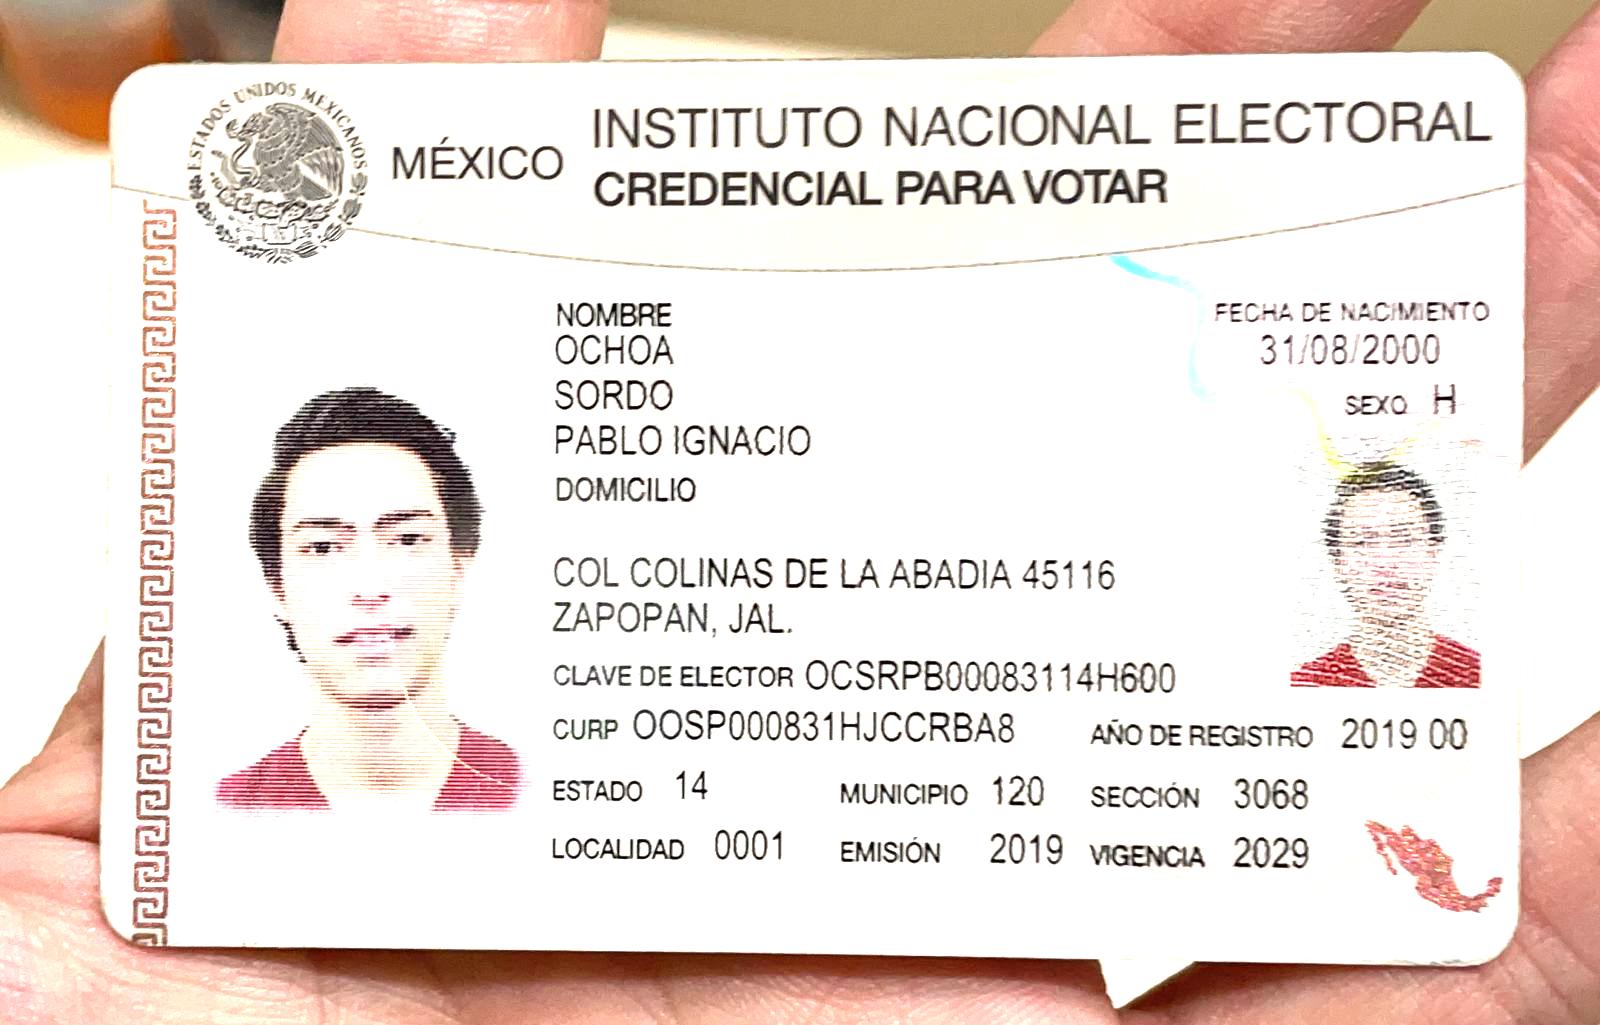 ESTADOS UNIDOS MEXICANOS
MÉXICO
INSTITUTO NACIONAL ELECTORAL
CREDENCIAL PARA VOTAR
NOMBRE
OCHOA
SORDO
PABLO IGNACIO
DOMICILIO
COL COLINAS DE LA ABADIA 45116
ZAPOPAN, JAL.
FECHA DE NACIMIENTO
31/08/2000
SEXO H
CLAVE DE ELECTOR OCSRPB00083114H600
CURP OOSP000831HJCCRBA8 AÑO DE REGISTRO 2019 00
ESTADO 14 MUNICIPIO 120 SECCIÓN 3068
LOCALIDAD 0001 EMISIÓN 2019 VIGENCIA 2029